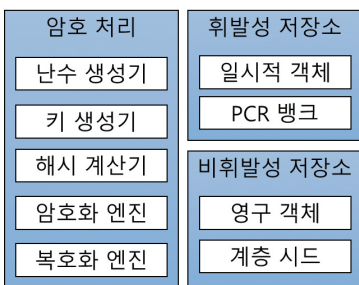 암호 처리
난수 생성기
키 생성기
해시 계산기
암호화 엔진
복호화 엔진
휘발성 저장소
일시적 객체
PCR 뱅크
비휘발성 저장소
영구 객체
계층 시드